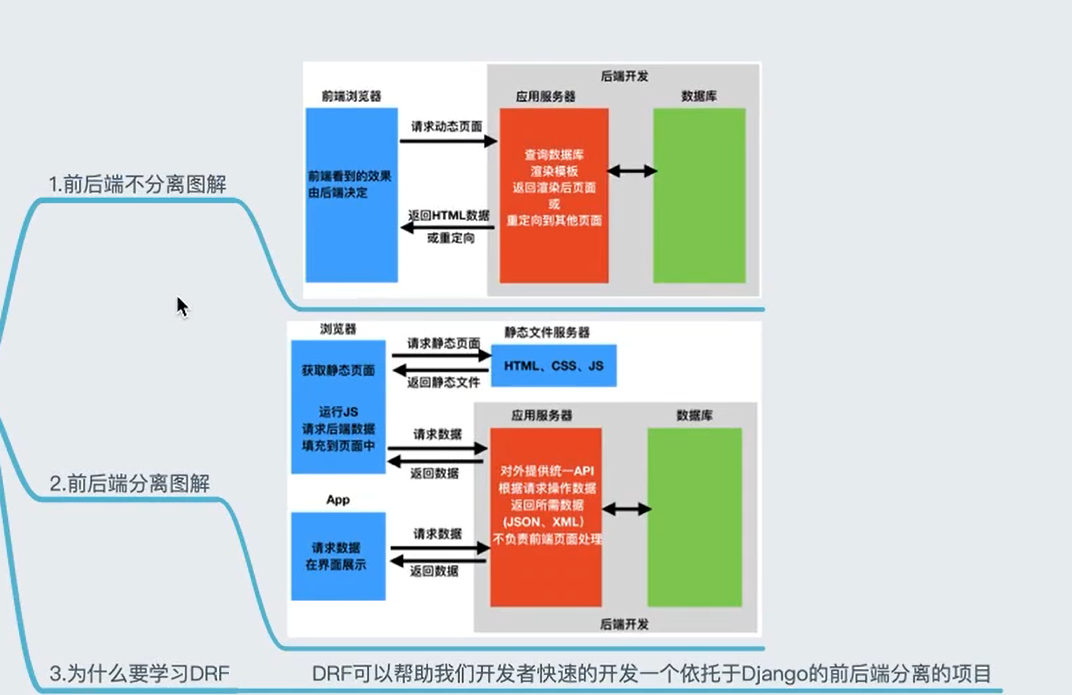 1.前后端不分离图解
后端开发
前端浏览器
应用服务器
数据库
请求动态页面
前端看到的效果
由后端决定
查询数据库
渲染模板
返回渲染后页面
或
重定向到其他页面
返回HTML数据
或重定向
2.前后端分离图解
浏览器
静态文件服务器
请求静态页面
获取静态页面
HTML、CSS、JS
返回静态文件
运行JS
请求后端数据
填充到页面中
应用服务器
数据库
请求数据
返回数据
对外提供统一API
根据请求操作数据
返回所需数据
(JSON、XML)
不负责前端页面处理
App
请求数据
在界面展示
请求数据
返回数据
后端开发
3.为什么要学习DRF
DRF可以帮助我们开发者快速的开发一个依托于Django的前后端分离的项目